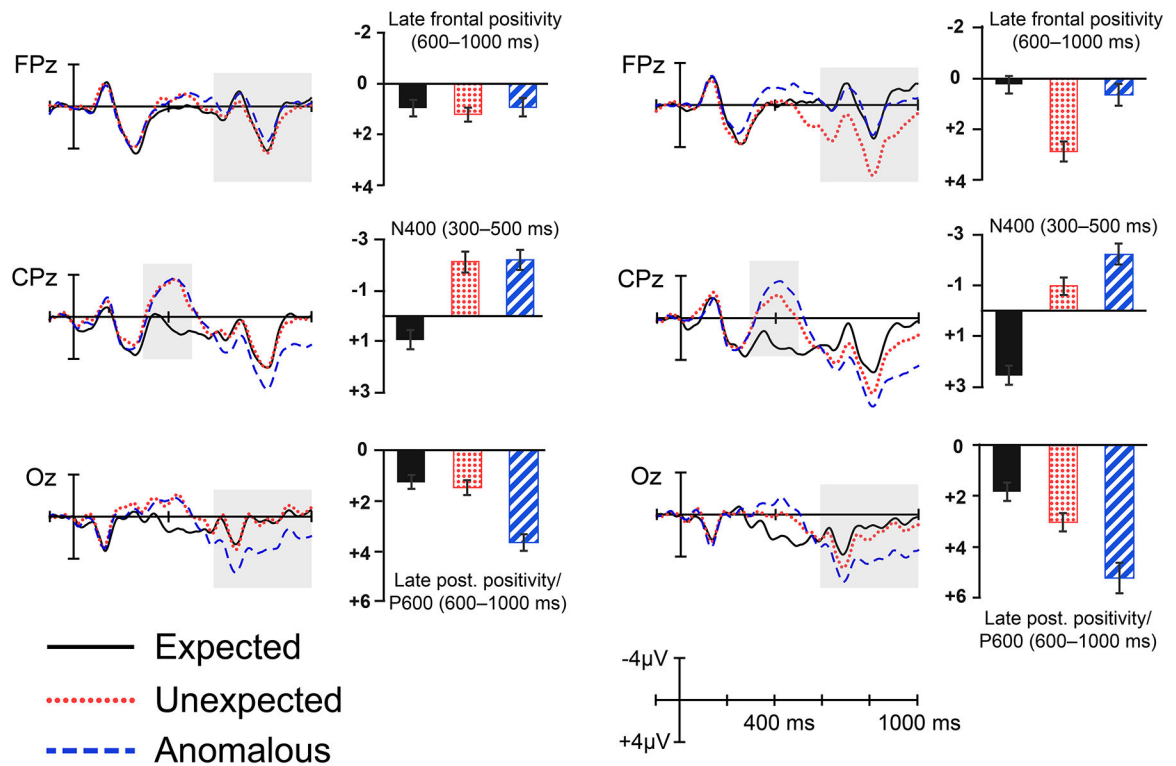 Late frontal positivity
(600–1000 ms)
FPz
-2
0
+2
+4
CPz
N400 (300–500 ms)
-3
-1
+1
+3
Oz
0
+2
+4
+6
Late post. positivity/
P600 (600–1000 ms)
Expected
Unexpected
Anomalous
Late frontal positivity
(600–1000 ms)
FPz
-2
0
+2
+4
CPz
N400 (300–500 ms)
-3
-1
+1
+3
Oz
0
+2
+4
+6
Late post. positivity/
P600 (600–1000 ms)
-4µV
400 ms
1000 ms
+4µV